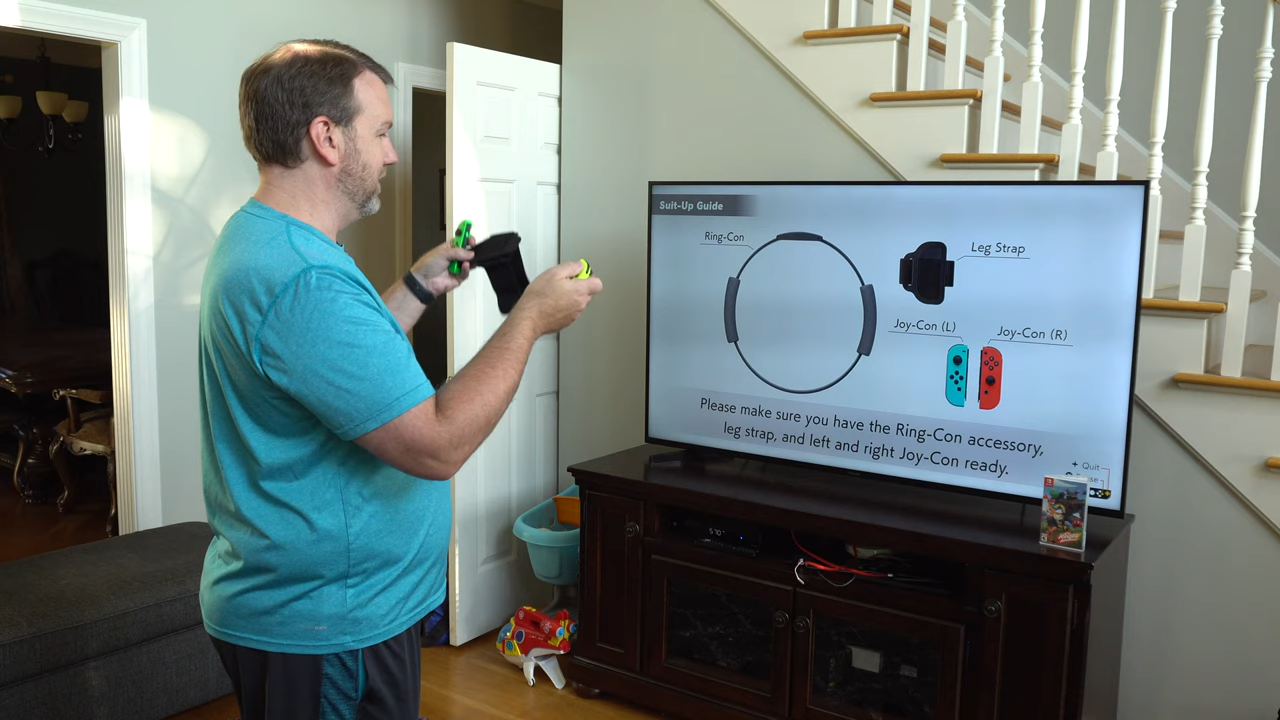 Suit-Up Guide
Ring-Con
Leg Strap
Joy-Con (L)
Joy-Con (R)
Please make sure you have the Ring-Con accessory,
leg strap, and left and right Joy-Con ready.
+ Quit
570